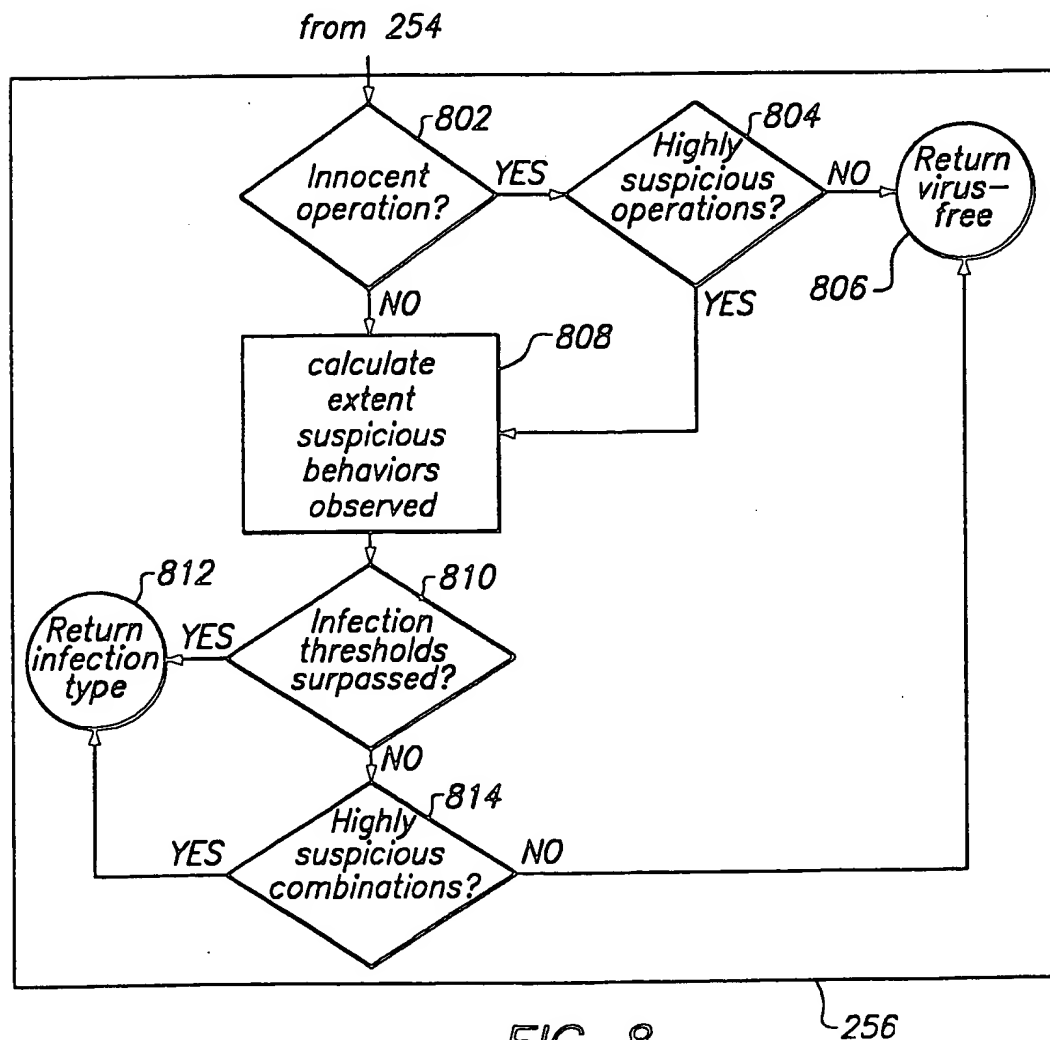 from 254
802
Innocent
operation?
YES
NO
804
Highly
suspicious
operations?
NO
YES
Return
virus-
free
806
808
calculate
extent
suspicious
behaviors
observed
810
Infection
thresholds
surpassed?
YES
NO
812
Return
infection
type
814
Highly
suspicious
combinations?
YES
NO
256
FIG. 8